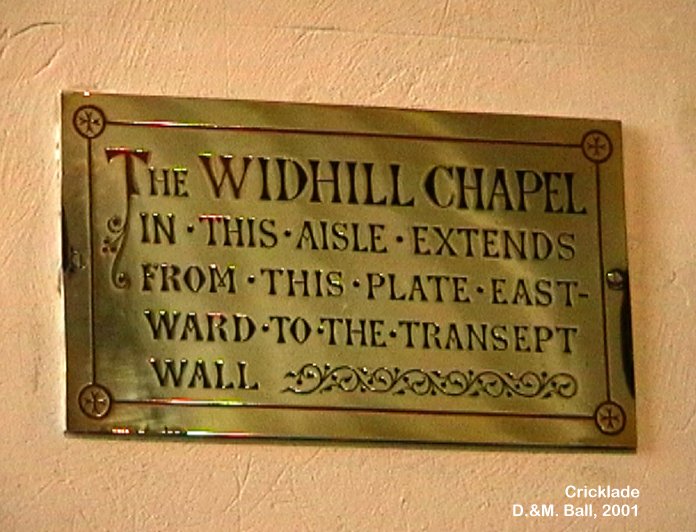 The WIDHILL CHAPEL
IN · THIS · AISLE · EXTENDS
FROM · THIS · PLATE · EAST-
WARD · TO · THE · TRANSEPT
WALL
Cricklade
D.&M. Ball, 2001